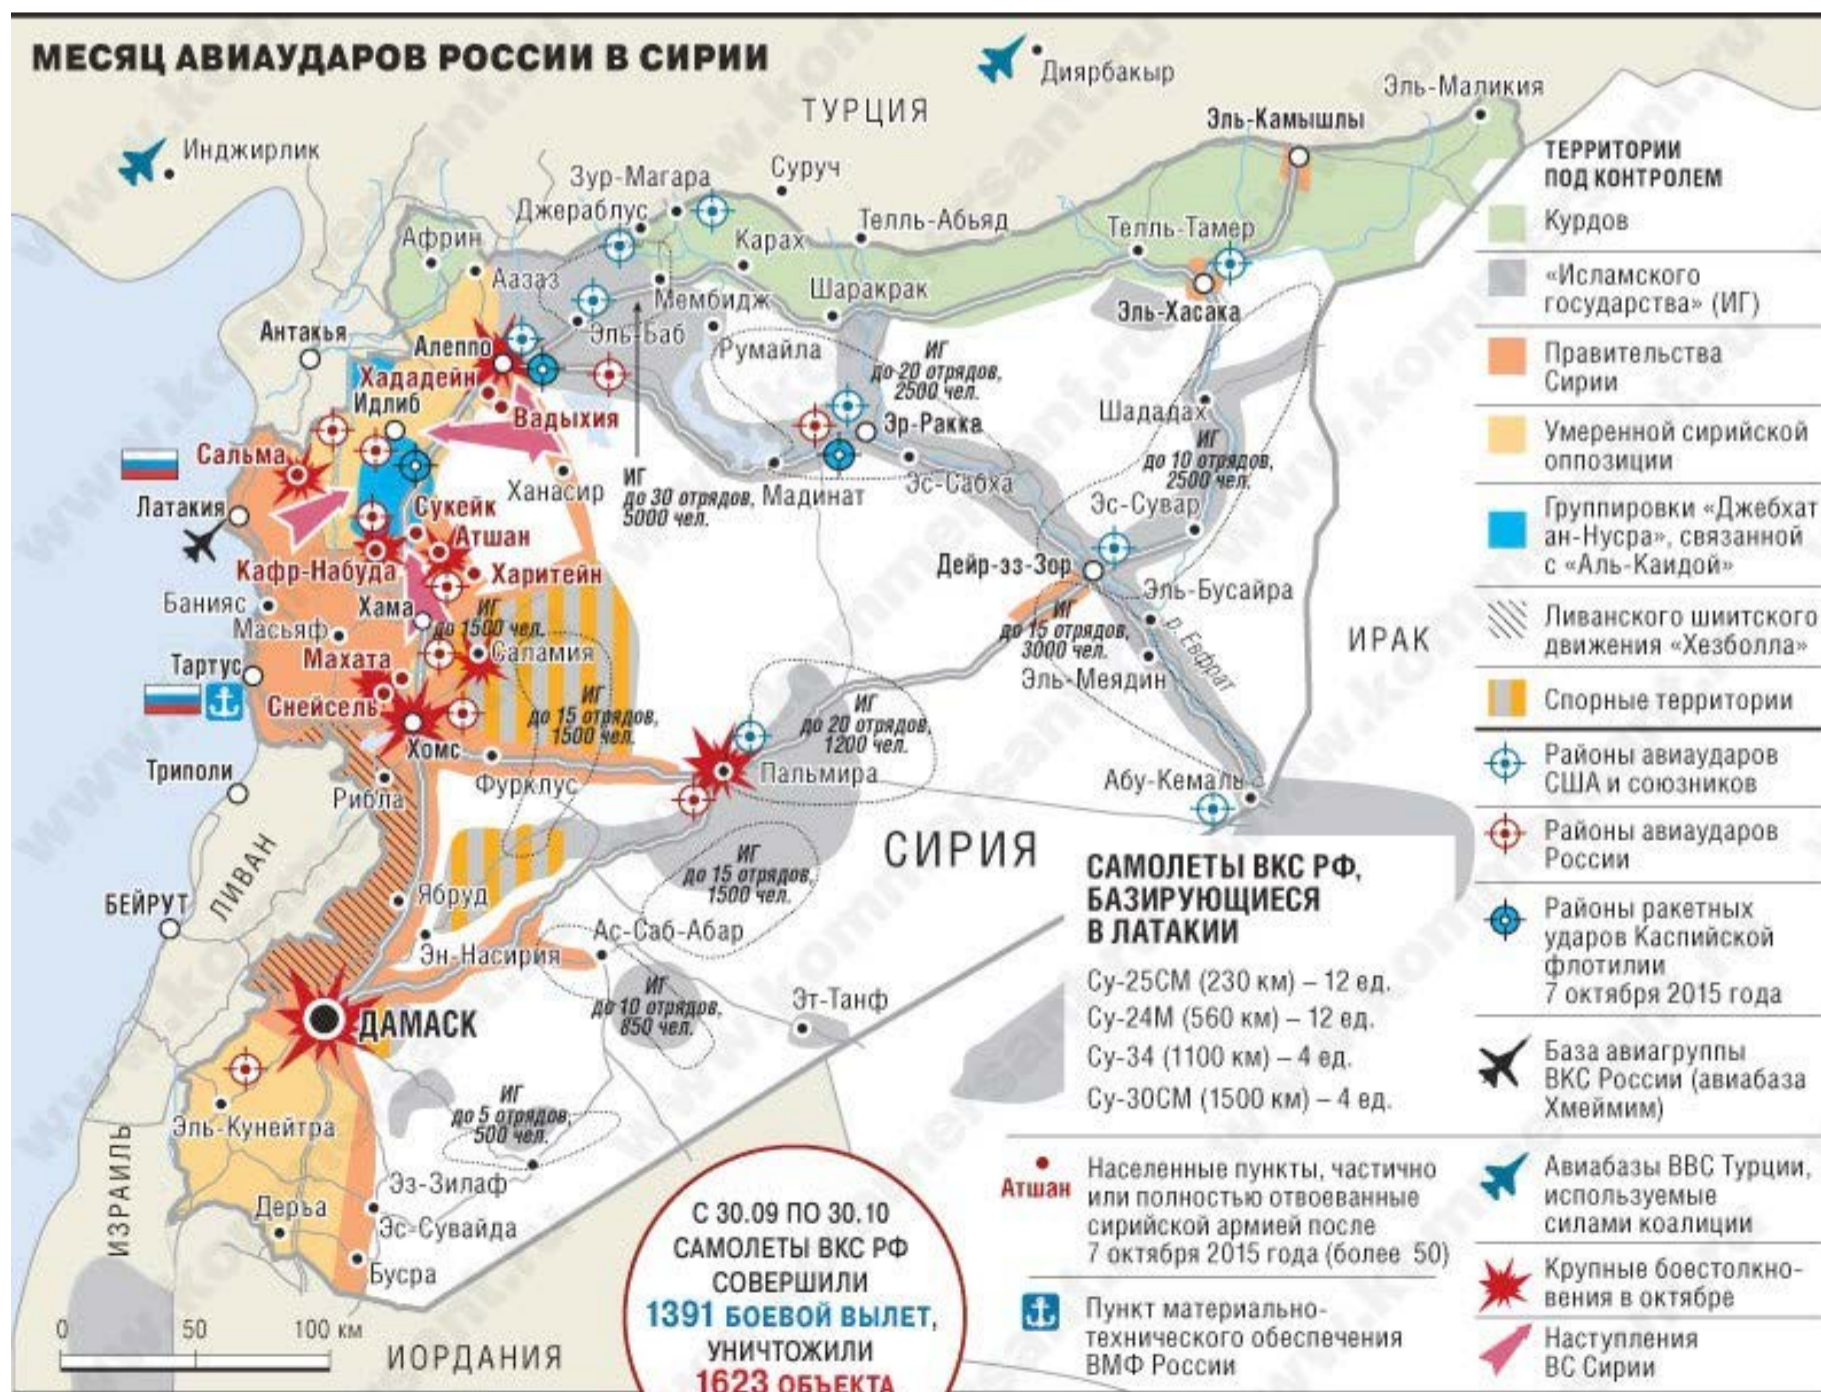 МЕСЯЦ АВИАУДАРОВ РОССИИ В СИРИИ
Диярбакыр
ТУРЦИЯ
Эль-Маликия
Эль-Камышлы
Инджирлик
Суруч
Зур-Магара
Джераблус
Телль-Абьяд
Телль-Тамер
Африн
Карах
Аазаз
Мембидж
Шаракрак
Эль-Хасака
Антакья
Алеппо
Эль-Баб
Румайла
ИГ
до 20 отрядов,
2500 чел.
Хададейн
Идлиб
Вадыхия
Шададах
Эр-Ракка
Сальма
ИГ
до 10 отрядов,
2500 чел.
Ханасир
ИГ
до 30 отрядов,
5000 чел.
Мадинат
Эс-Сабха
Латакия
Сукейк
Эс-Сувар
Атшан
Кафр-Набуда
Харитейн
Дейр-эз-Зор
Эль-Бусайра
Банияс
Хама
ИГ
до 1500 чел.
ИГ
до 15 отрядов,
3000 чел.
р. Евфрат
ИРАК
Масьяф
Саламия
Тартус
Махата
Эль-Меядин
Снейсель
ИГ
до 15 отрядов,
1500 чел.
ИГ
до 20 отрядов,
1200 чел.
Хомс
Триполи
Рибла
Фурклус
Пальмира
Абу-Кемаль
ЛИВАН
СИРИЯ
ИГ
до 15 отрядов,
1500 чел.
БЕЙРУТ
Ябруд
Эн-Насирия
Ас-Саб-Абар
ИГ
до 10 отрядов,
850 чел.
Эт-Танф
ДАМАСК
ИГ
до 5 отрядов,
500 чел.
Эль-Кунейтра
ИЗРАИЛЬ
Эз-Зилаф
Деръа
Эс-Сувайда
Бусра
0 50 100 км
ИОРДАНИЯ
С 30.09 ПО 30.10
САМОЛЕТЫ ВКС РФ
СОВЕРШИЛИ
1391 БОЕВОЙ ВЫЛЕТ,
УНИЧТОЖИЛИ
1623 ОБЪЕКТА
САМОЛЕТЫ ВКС РФ,
БАЗИРУЮЩИЕСЯ
В ЛАТАКИИ
Су-25СМ (230 км) – 12 ед.
Су-24М (560 км) – 12 ед.
Су-34 (1100 км) – 4 ед.
Су-30СМ (1500 км) – 4 ед.
Атшан
Населенные пункты, частично
или полностью отвоеванные
сирийской армией после
7 октября 2015 года (более 50)
Пункт материально-
технического обеспечения
ВМФ России
ТЕРРИТОРИИ
ПОД КОНТРОЛЕМ
Курдов
«Исламского
государства» (ИГ)
Правительства
Сирии
Умеренной сирийской
оппозиции
Группировки «Джебхат
ан-Нусра», связанной
с «Аль-Каидой»
Ливанского шиитского
движения «Хезболла»
Спорные территории
Районы авиаударов
США и союзников
Районы авиаударов
России
Районы ракетных
ударов Каспийской
флотилии
7 октября 2015 года
База авиагруппы
ВКС России (авиабаза
Хмеймим)
Авиабазы ВВС Турции,
используемые
силами коалиции
Крупные боестолкно-
вения в октябре
Наступления
ВС Сирии
www.kommersant.ru